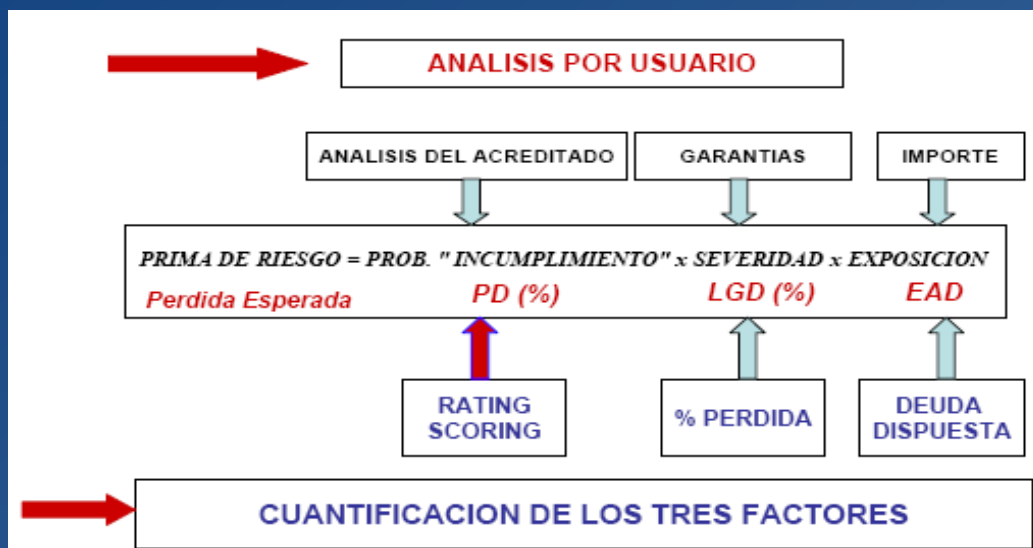 ANALISIS POR USUARIO
ANALISIS DEL ACREDITADO
GARANTIAS
IMPORTE
PRIMA DE RIESGO = PROB. "INCUMPLIMIENTO" x SEVERIDAD x EXPOSICION
Perdida Esperada PD (%) LGD (%) EAD
RATING
SCORING
% PERDIDA
DEUDA
DISPUESTA
CUANTIFICACION DE LOS TRES FACTORES